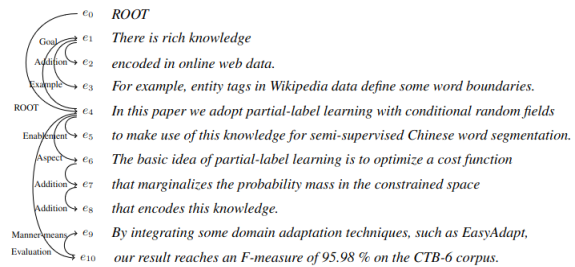 e0 ROOT
Goal e1 There is rich knowledge
Addition e2 encoded in online web data.
Example e3 For example, entity tags in Wikipedia data define some word boundaries.
ROOT e4 In this paper we adopt partial-label learning with conditional random fields
Enablement e5 to make use of this knowledge for semi-supervised Chinese word segmentation.
Aspect e6 The basic idea of partial-label learning is to optimize a cost function
Addition e7 that marginalizes the probability mass in the constrained space
Addition e8 that encodes this knowledge.
Manner-means e9 By integrating some domain adaptation techniques, such as EasyAdapt,
Evaluation e10 our result reaches an F-measure of 95.98 % on the CTB-6 corpus.